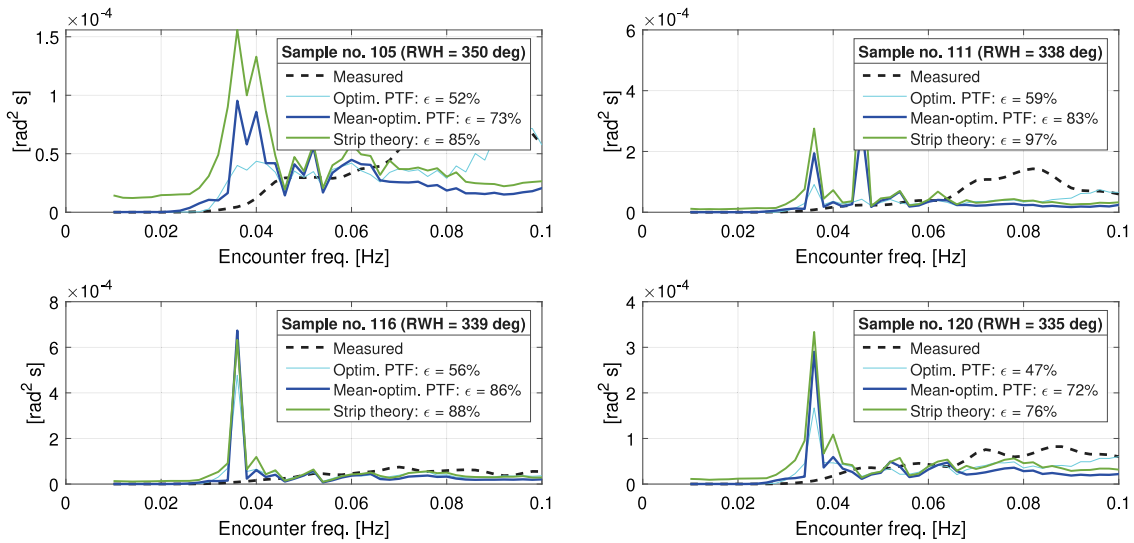 ×10⁻⁴
1.5
1
0.5
0
[rad² s]
Sample no. 105 (RWH = 350 deg)
Measured
Optim. PTF: ϵ = 52%
Mean-optim. PTF: ϵ = 73%
Strip theory: ϵ = 85%
0 0.02 0.04 0.06 0.08 0.1
Encounter freq. [Hz]
×10⁻⁴
6
4
2
0
[rad² s]
Sample no. 111 (RWH = 338 deg)
Measured
Optim. PTF: ϵ = 59%
Mean-optim. PTF: ϵ = 83%
Strip theory: ϵ = 97%
0 0.02 0.04 0.06 0.08 0.1
Encounter freq. [Hz]
×10⁻⁴
8
6
4
2
0
[rad² s]
Sample no. 116 (RWH = 339 deg)
Measured
Optim. PTF: ϵ = 56%
Mean-optim. PTF: ϵ = 86%
Strip theory: ϵ = 88%
0 0.02 0.04 0.06 0.08 0.1
Encounter freq. [Hz]
×10⁻⁴
4
3
2
1
0
[rad² s]
Sample no. 120 (RWH = 335 deg)
Measured
Optim. PTF: ϵ = 47%
Mean-optim. PTF: ϵ = 72%
Strip theory: ϵ = 76%
0 0.02 0.04 0.06 0.08 0.1
Encounter freq. [Hz]